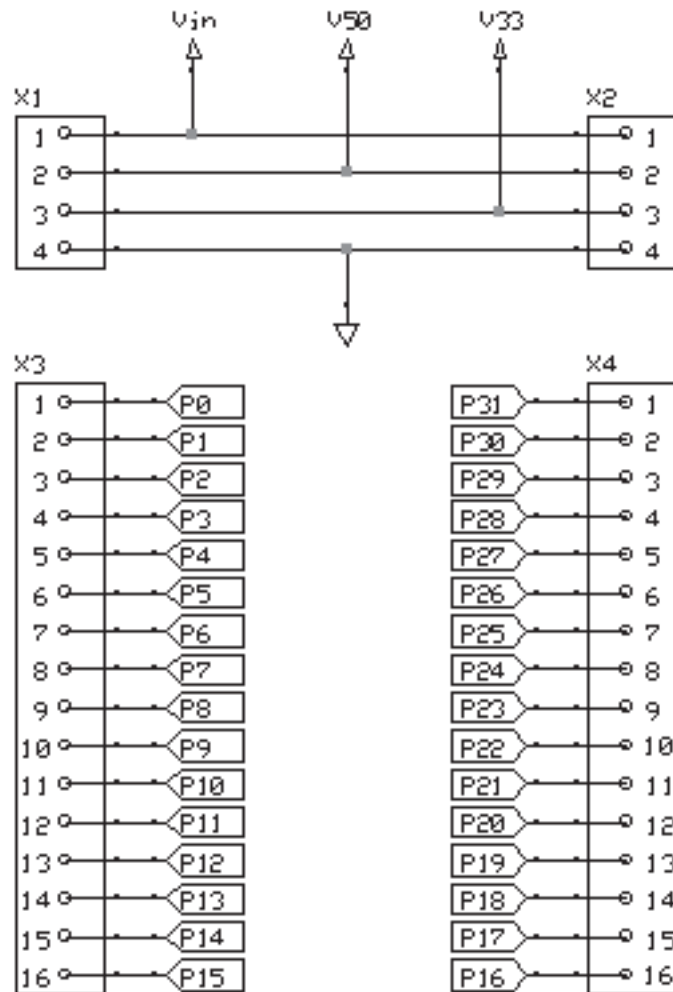 Vin V50 V33
X1 X2
1 1
2 2
3 3
4 4
X3 X4
1 P0 P31 1
2 P1 P30 2
3 P2 P29 3
4 P3 P28 4
5 P4 P27 5
6 P5 P26 6
7 P6 P25 7
8 P7 P24 8
9 P8 P23 9
10 P9 P22 10
11 P10 P21 11
12 P11 P20 12
13 P12 P19 13
14 P13 P18 14
15 P14 P17 15
16 P15 P16 16